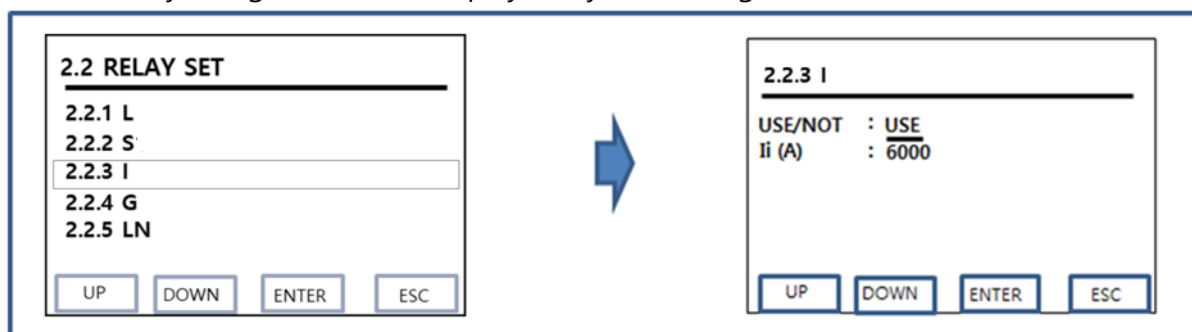 2.2 RELAY SET
2.2.1 L
2.2.2 S
2.2.3 I
2.2.4 G
2.2.5 LN
UP DOWN ENTER ESC
2.2.3 I
USE/NOT : USE
Ii (A) : 6000
UP DOWN ENTER ESC